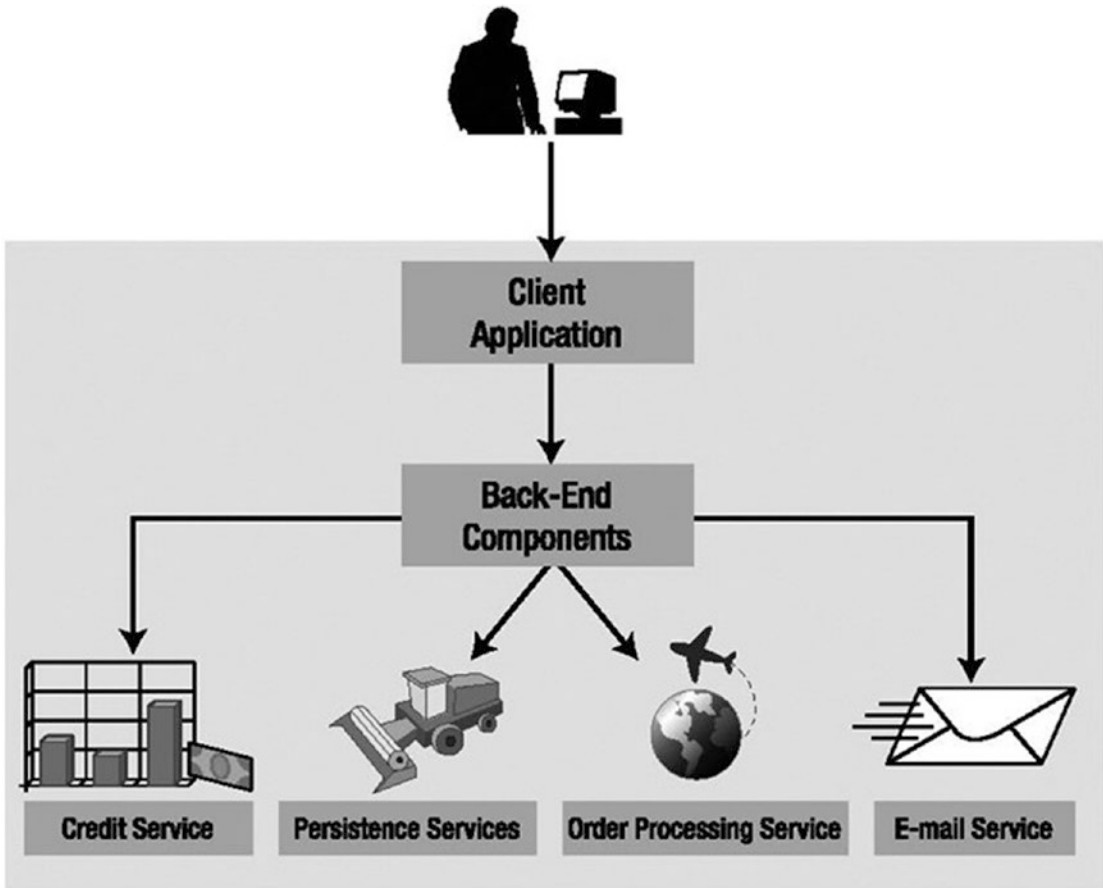 Client
Application
Back-End
Components
Credit Service
Persistence Services
Order Processing Service
E-mail Service